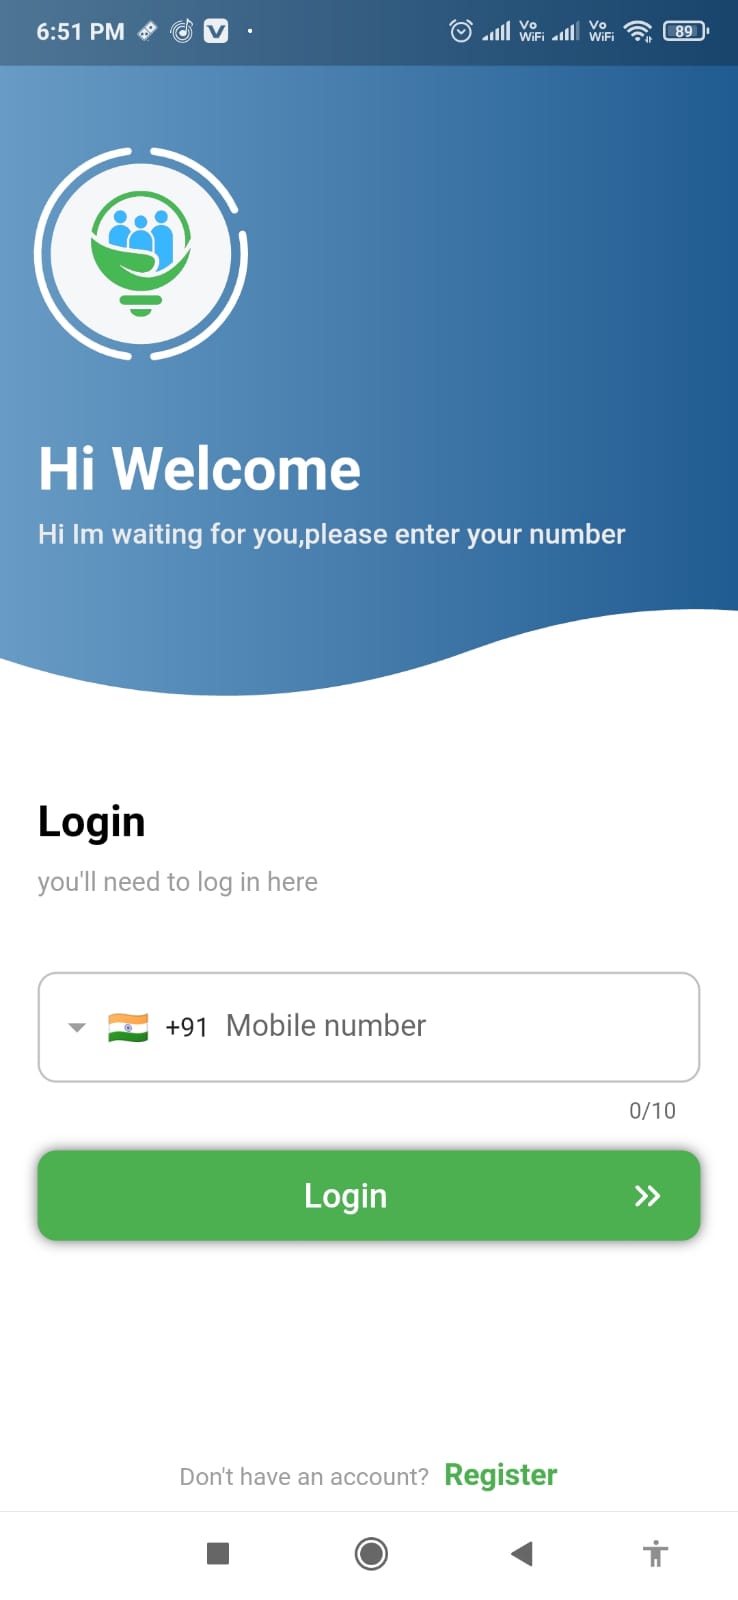 6:51 PM
Vo
WiFi
Vo
WiFi
89
Hi Welcome
Hi Im waiting for you,please enter your number
Login
you'll need to log in here
+91 Mobile number
0/10
Login
Don't have an account? Register